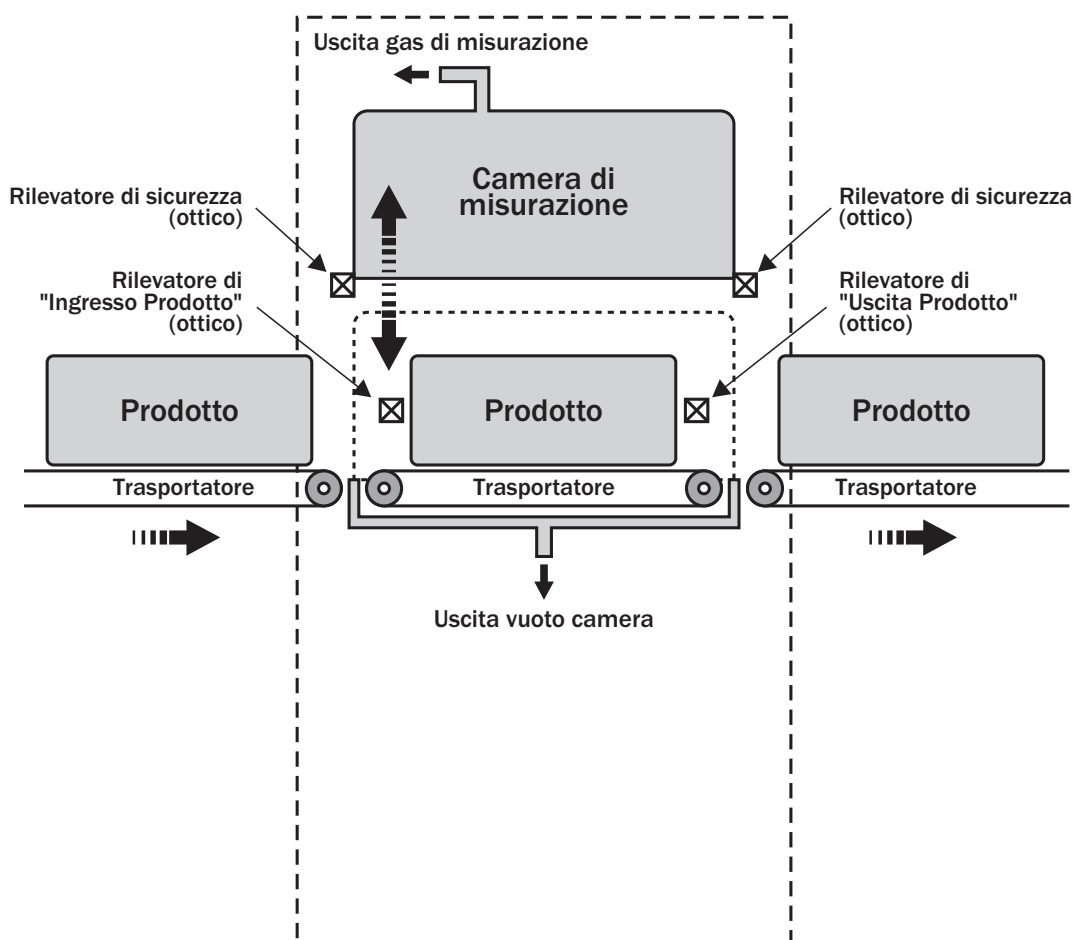 Uscita gas di misurazione
Camera di
misurazione
Rilevatore di sicurezza
(ottico)
Rilevatore di sicurezza
(ottico)
Rilevatore di
"Ingresso Prodotto"
(ottico)
Rilevatore di
"Uscita Prodotto"
(ottico)
Prodotto
Prodotto
Prodotto
Trasportatore
Trasportatore
Trasportatore
Uscita vuoto camera